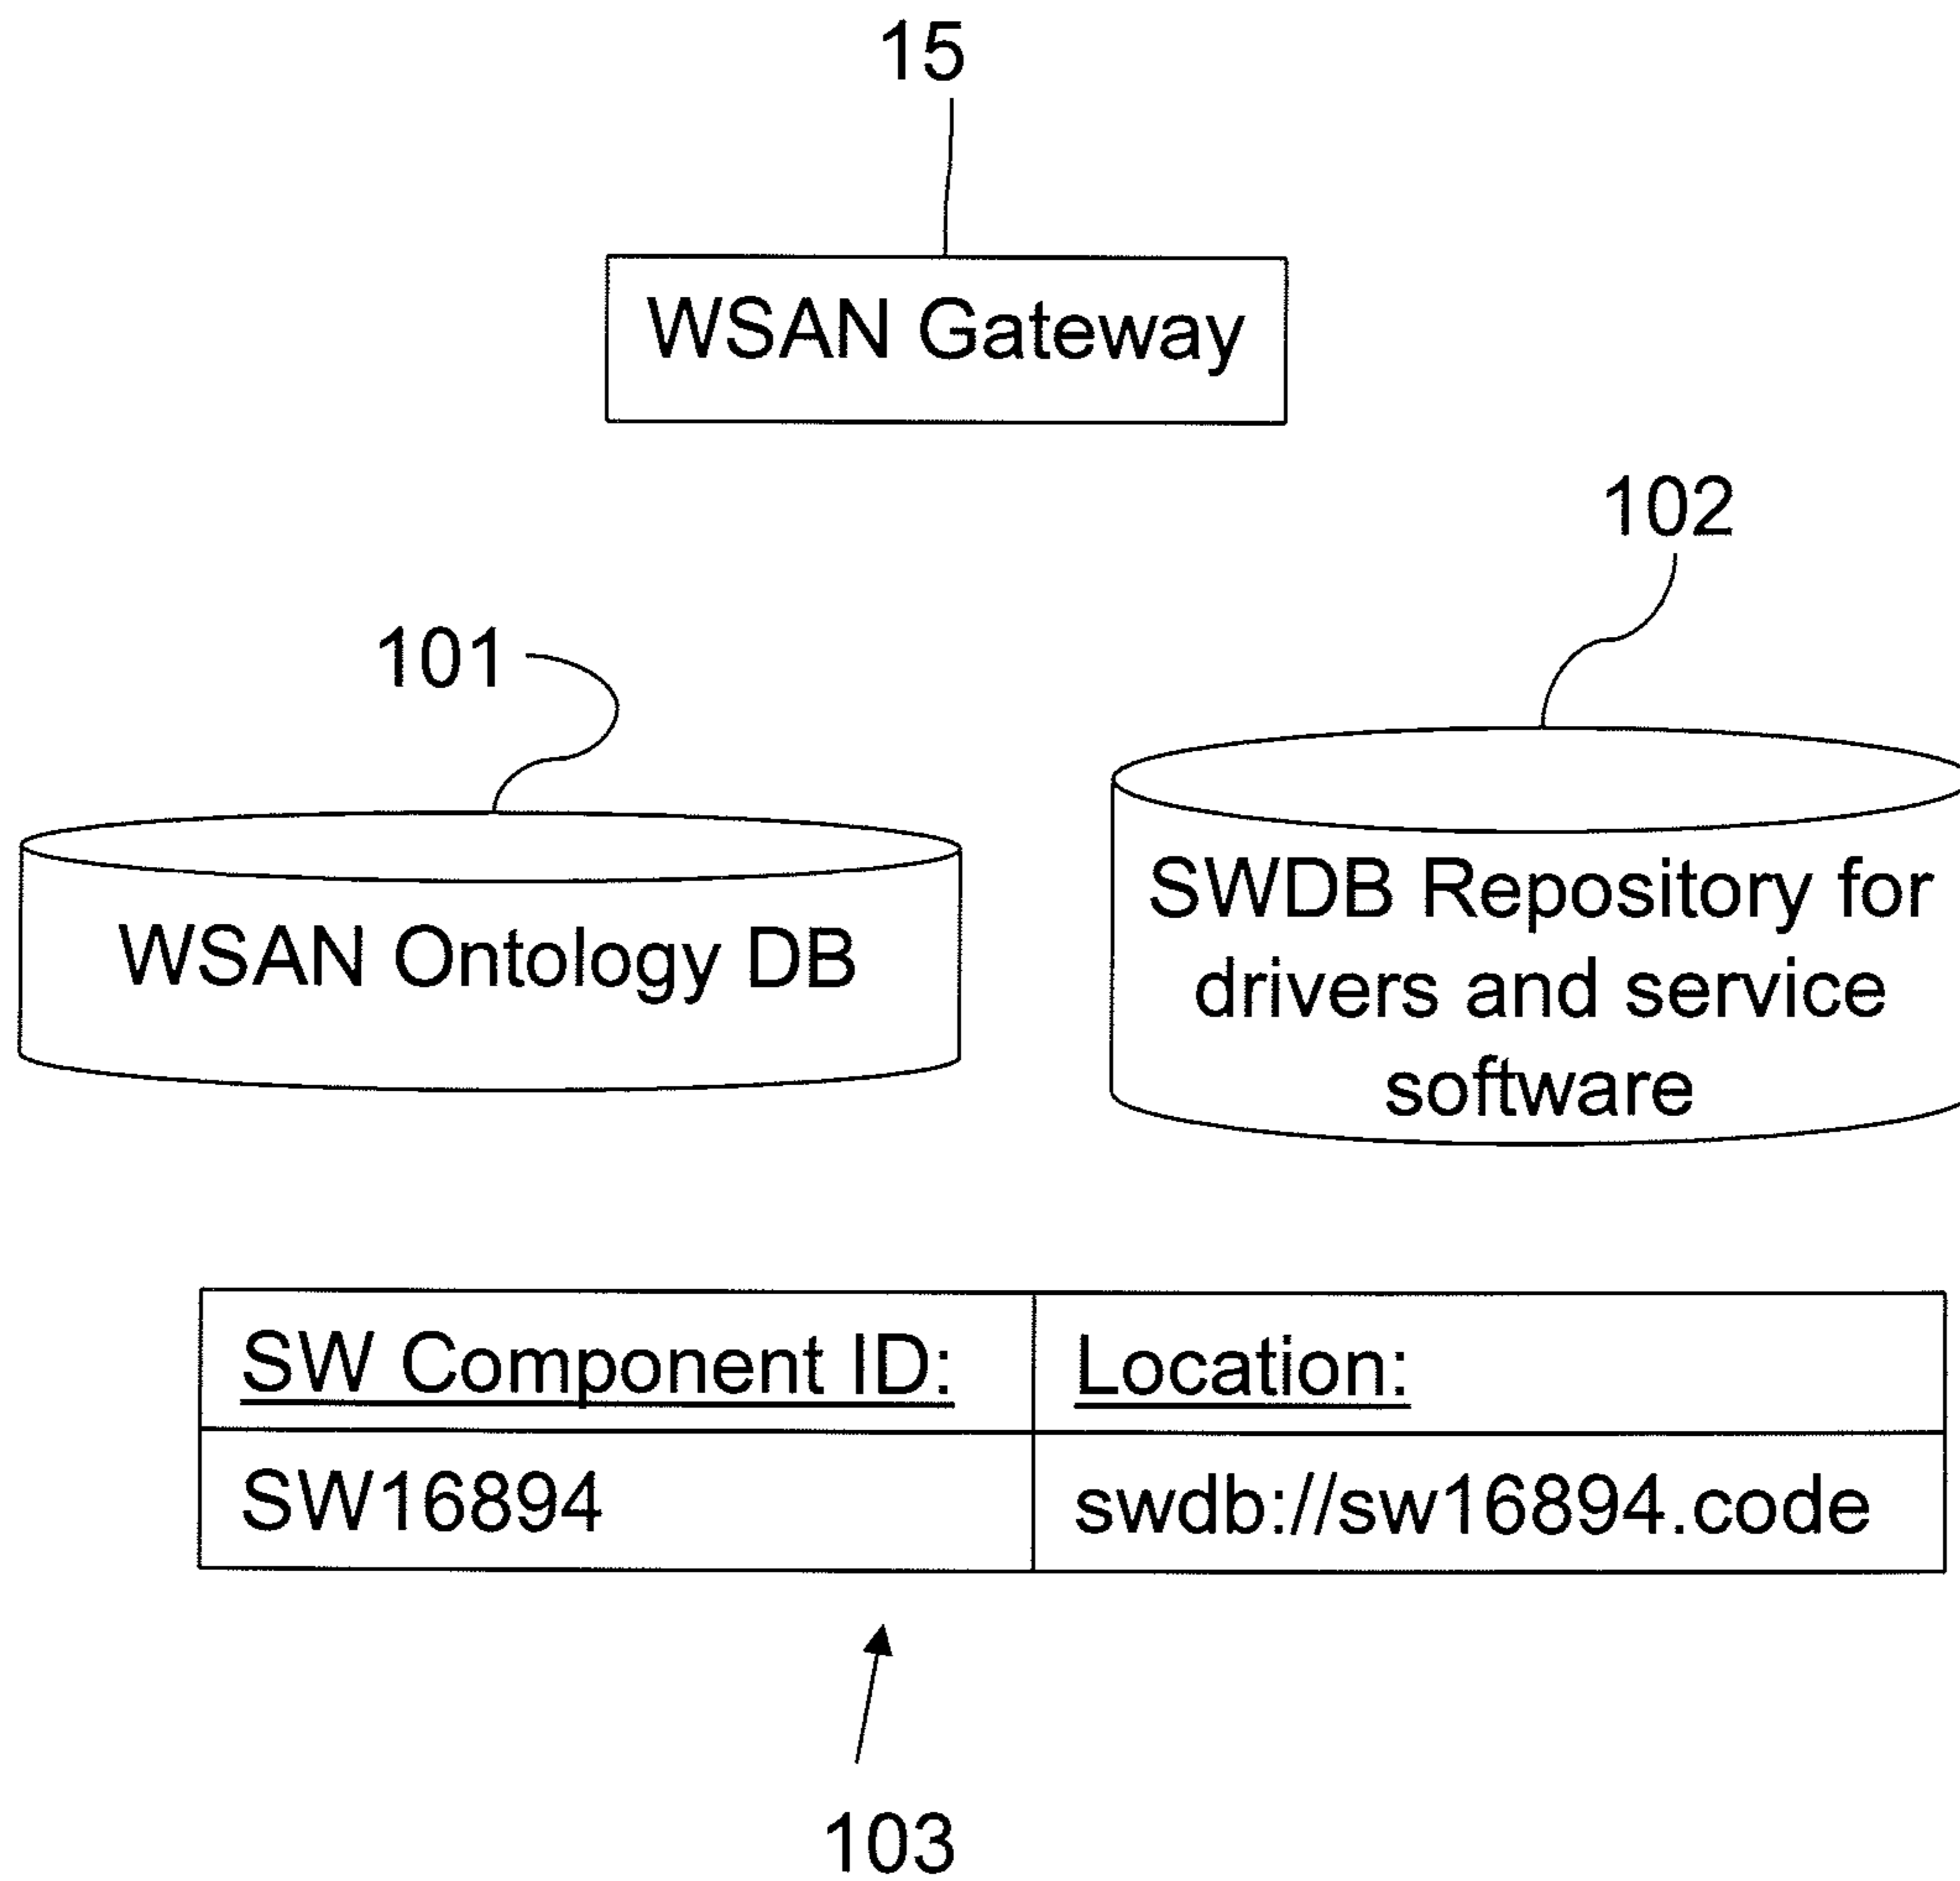 15
WSAN Gateway
102
101
WSAN Ontology DB
SWDB Repository for
drivers and service
software
SW Component ID:
Location:
SW16894
swdb://sw16894.code
103